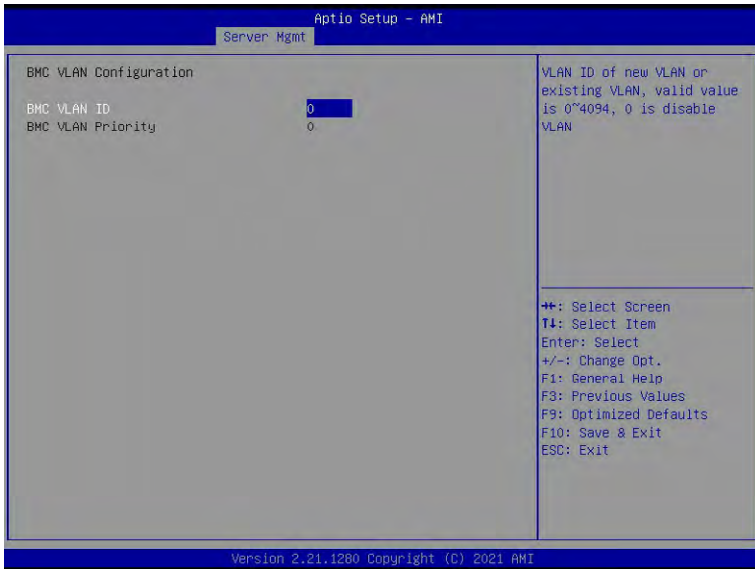 Aptio Setup - AMI
Server Mgmt
BMC VLAN Configuration
BMC VLAN ID 0
BMC VLAN Priority 0
VLAN ID of new VLAN or
existing VLAN, valid value
is 0~4094, 0 is disable
VLAN
→←: Select Screen
↑↓: Select Item
Enter: Select
+/-: Change Opt.
F1: General Help
F3: Previous Values
F9: Optimized Defaults
F10: Save & Exit
ESC: Exit
Version 2.21.1280 Copyright (C) 2021 AMI